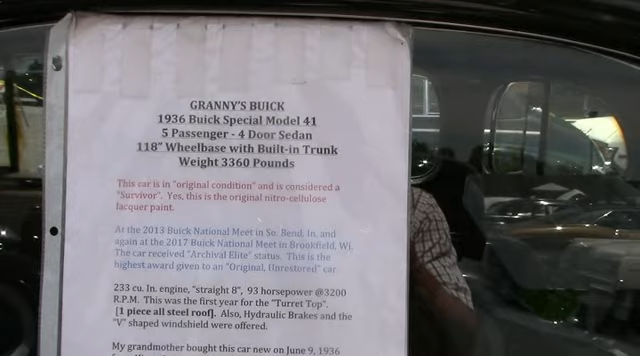 GRANNY'S BUICK
1936 Buick Special Model 41
5 Passenger - 4 Door Sedan
118" Wheelbase with Built-in Trunk
Weight 3360 Pounds
This car is in "original condition" and is considered a
"Survivor". Yes, this is the original nitro-cellulose
lacquer paint.
At the 2013 Buick National Meet in So. Bend, In. and
again at the 2017 Buick National Meet in Brookfield, WI.
The car received "Archival Elite" status. This is the
highest award given to an "Original, (Unrestored" car
233 cu. In. engine, "straight 8", 93 horsepower @3200
R.P.M. This was the first year for the "Turret Top".
[1 piece all steel roof]. Also, Hydraulic Brakes and the
"V" shaped windshield were offered.
My grandmother bought this car new on June 9, 1936